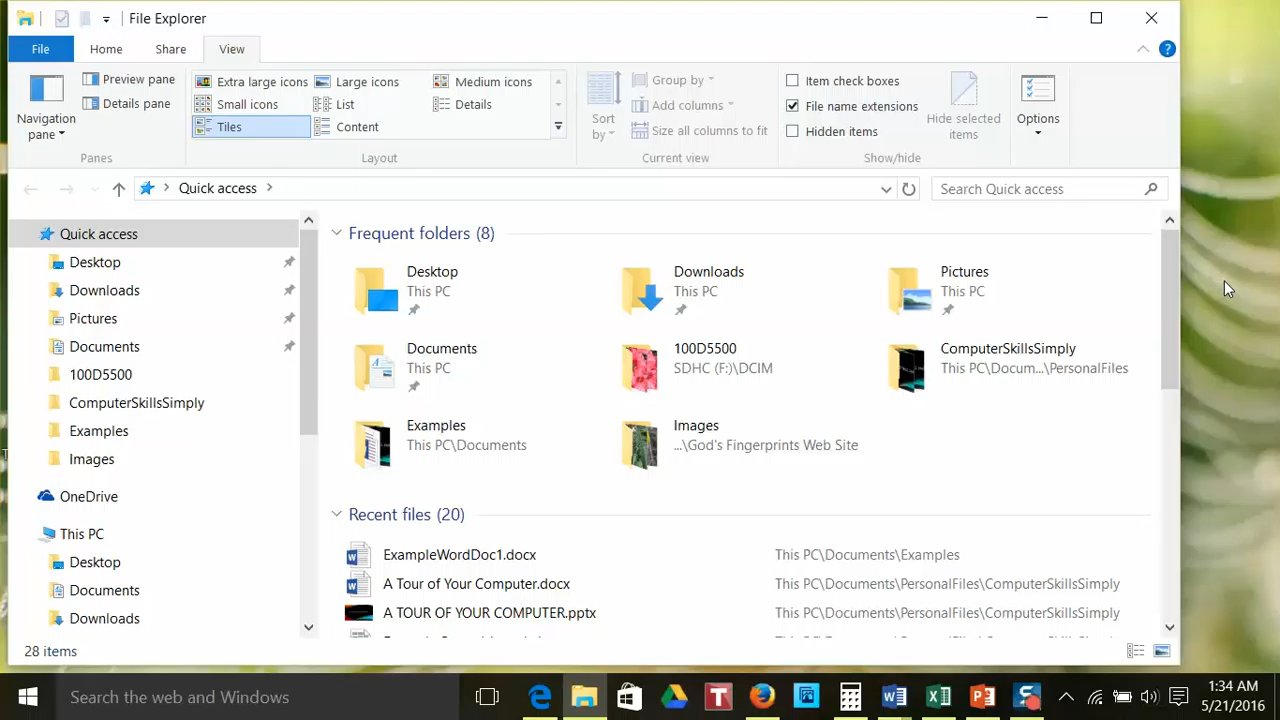 File Explorer
File Home Share View
Navigation pane
Preview pane
Details pane
Panes
Extra large icons Large icons Medium icons
Small icons List Details
Tiles Content
Layout
Sort by
Group by
Add columns
Size all columns to fit
Current view
Item check boxes
File name extensions
Hidden items
Hide selected items
Show/hide
Options
Quick access
Search Quick access
Quick access
Desktop
Downloads
Pictures
Documents
100D5500
ComputerSkillsSimply
Examples
Images
OneDrive
This PC
Desktop
Documents
Downloads
Frequent folders (8)
Desktop
This PC
Downloads
This PC
Pictures
This PC
Documents
This PC
100D5500
SDHC (F:)\DCIM
ComputerSkillsSimply
This PC\Docum...\PersonalFiles
Examples
This PC\Documents
Images
...\God's Fingerprints Web Site
Recent files (20)
ExampleWordDoc1.docx This PC\Documents\Examples
A Tour of Your Computer.docx This PC\Documents\PersonalFiles\ComputerSkillsSimply
A TOUR OF YOUR COMPUTER.pptx This PC\Documents\PersonalFiles\ComputerSkillsSimply
28 items
Search the web and Windows
1:34 AM
5/21/2016